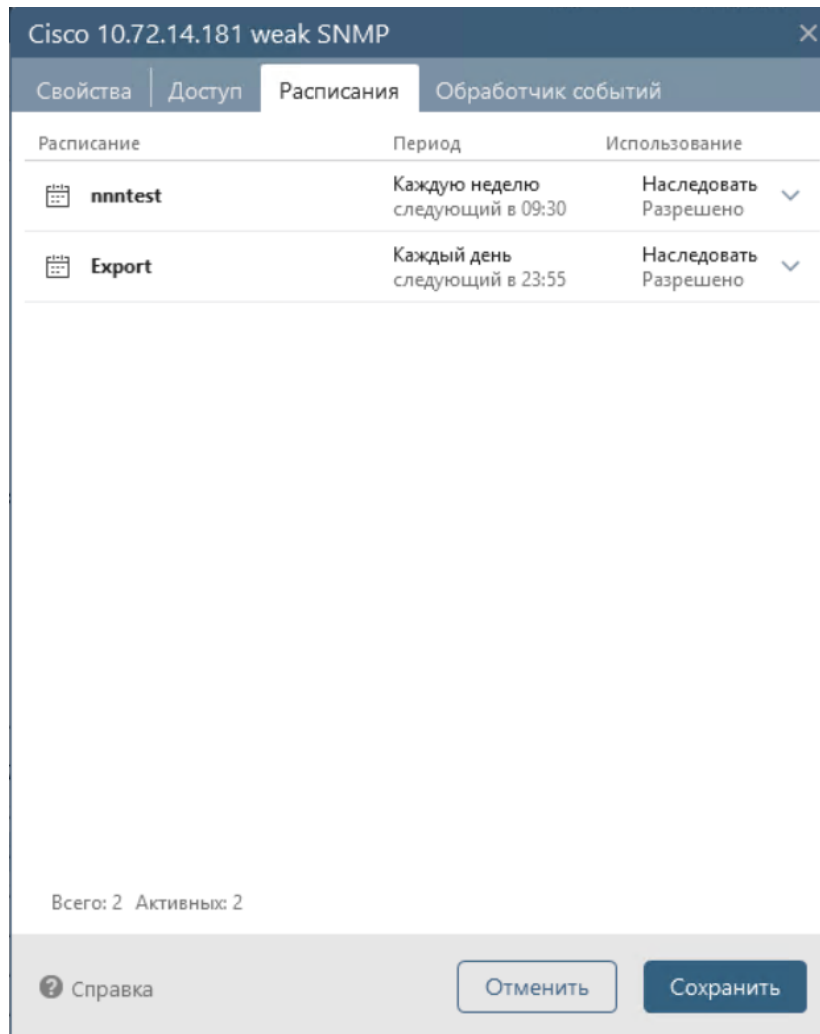 Cisco 10.72.14.181 weak SNMP
Свойства Доступ Расписания Обработчик событий
Расписание Период Использование
nnntest Каждую неделю Наследовать
следующий в 09:30 Разрешено
Export Каждый день Наследовать
следующий в 23:55 Разрешено
Всего: 2 Активных: 2
Справка Отменить Сохранить